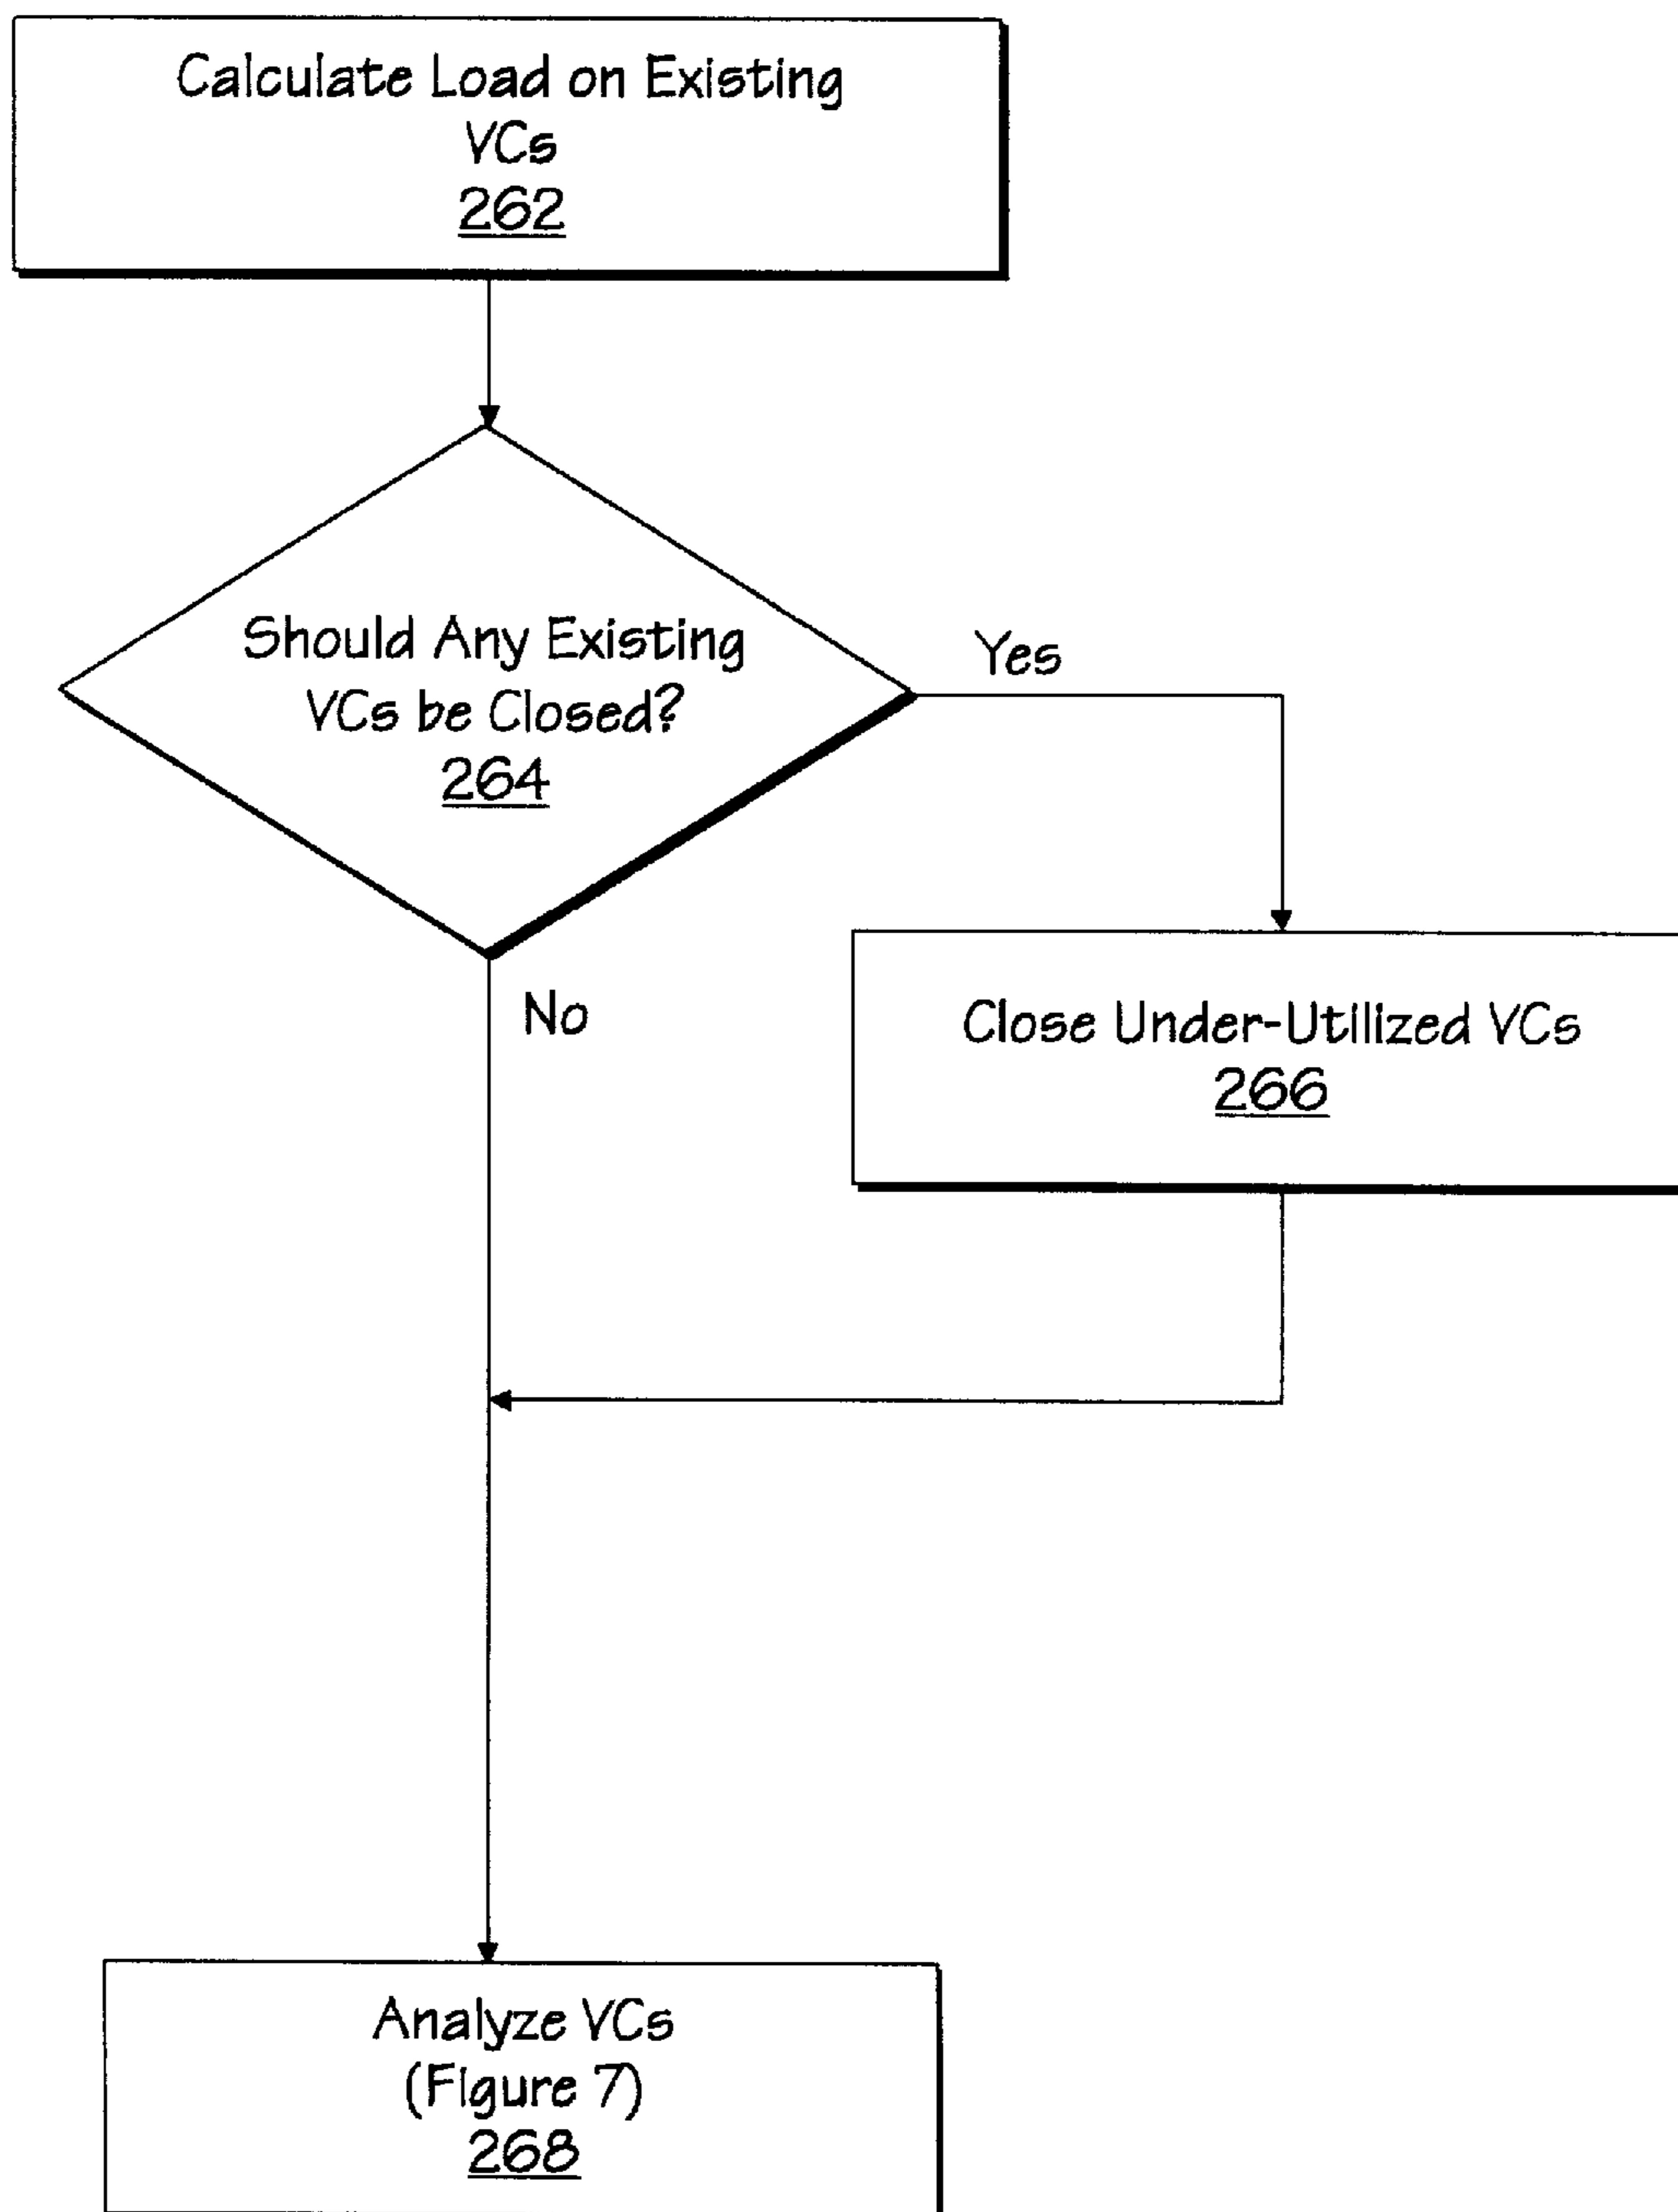 Calculate Load on Existing
VCs
262
Should Any Existing
VCs be Closed?
264
Yes
No
Close Under-Utilized VCs
266
Analyze VCs
(Figure 7)
268